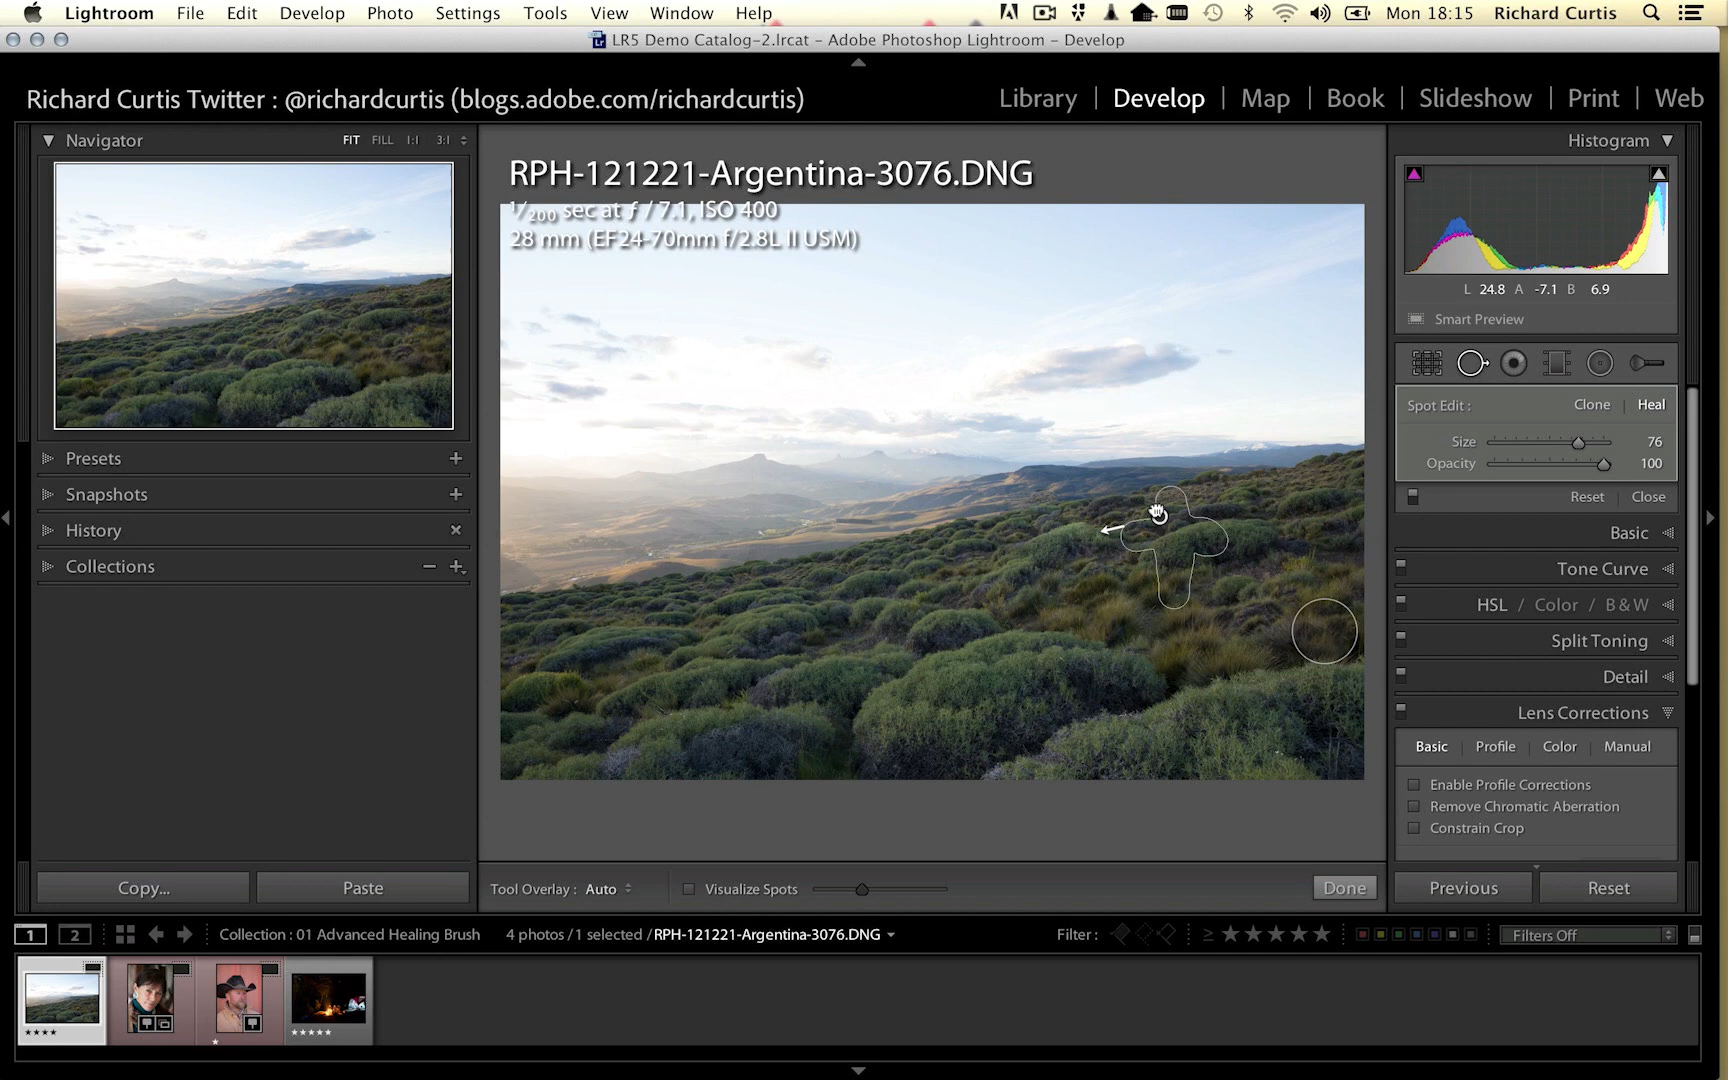 Lightroom File Edit Develop Photo Settings Tools View Window Help Mon 18:15 Richard Curtis
Lr LR5 Demo Catalog-2.lrcat – Adobe Photoshop Lightroom – Develop
Richard Curtis Twitter : @richardcurtis (blogs.adobe.com/richardcurtis)
Library | Develop | Map | Book | Slideshow | Print | Web
Navigator FIT FILL 1:1 3:1
Presets
Snapshots
History
Collections
Copy... Paste
RPH-121221-Argentina-3076.DNG
1/200 sec at ƒ / 7.1, ISO 400
28 mm (EF24-70mm f/2.8L II USM)
Tool Overlay : Auto Visualize Spots Done
Histogram
L 24.8 A -7.1 B 6.9
Smart Preview
Spot Edit : Clone | Heal
Size 76
Opacity 100
Reset Close
Basic
Tone Curve
HSL / Color / B & W
Split Toning
Detail
Lens Corrections
Basic | Profile | Color | Manual
Enable Profile Corrections
Remove Chromatic Aberration
Constrain Crop
Previous Reset
1 2 Collection : 01 Advanced Healing Brush 4 photos / 1 selected / RPH-121221-Argentina-3076.DNG Filter : ≥ ★★★★★ Filters Off